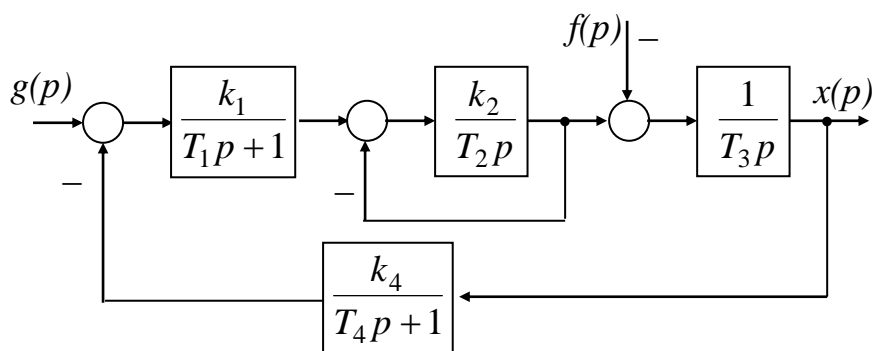 f(p) −
g(p) k₁ k₂ 1 x(p)
T₁p + 1 T₂p T₃p
− −
k₄
T₄p + 1